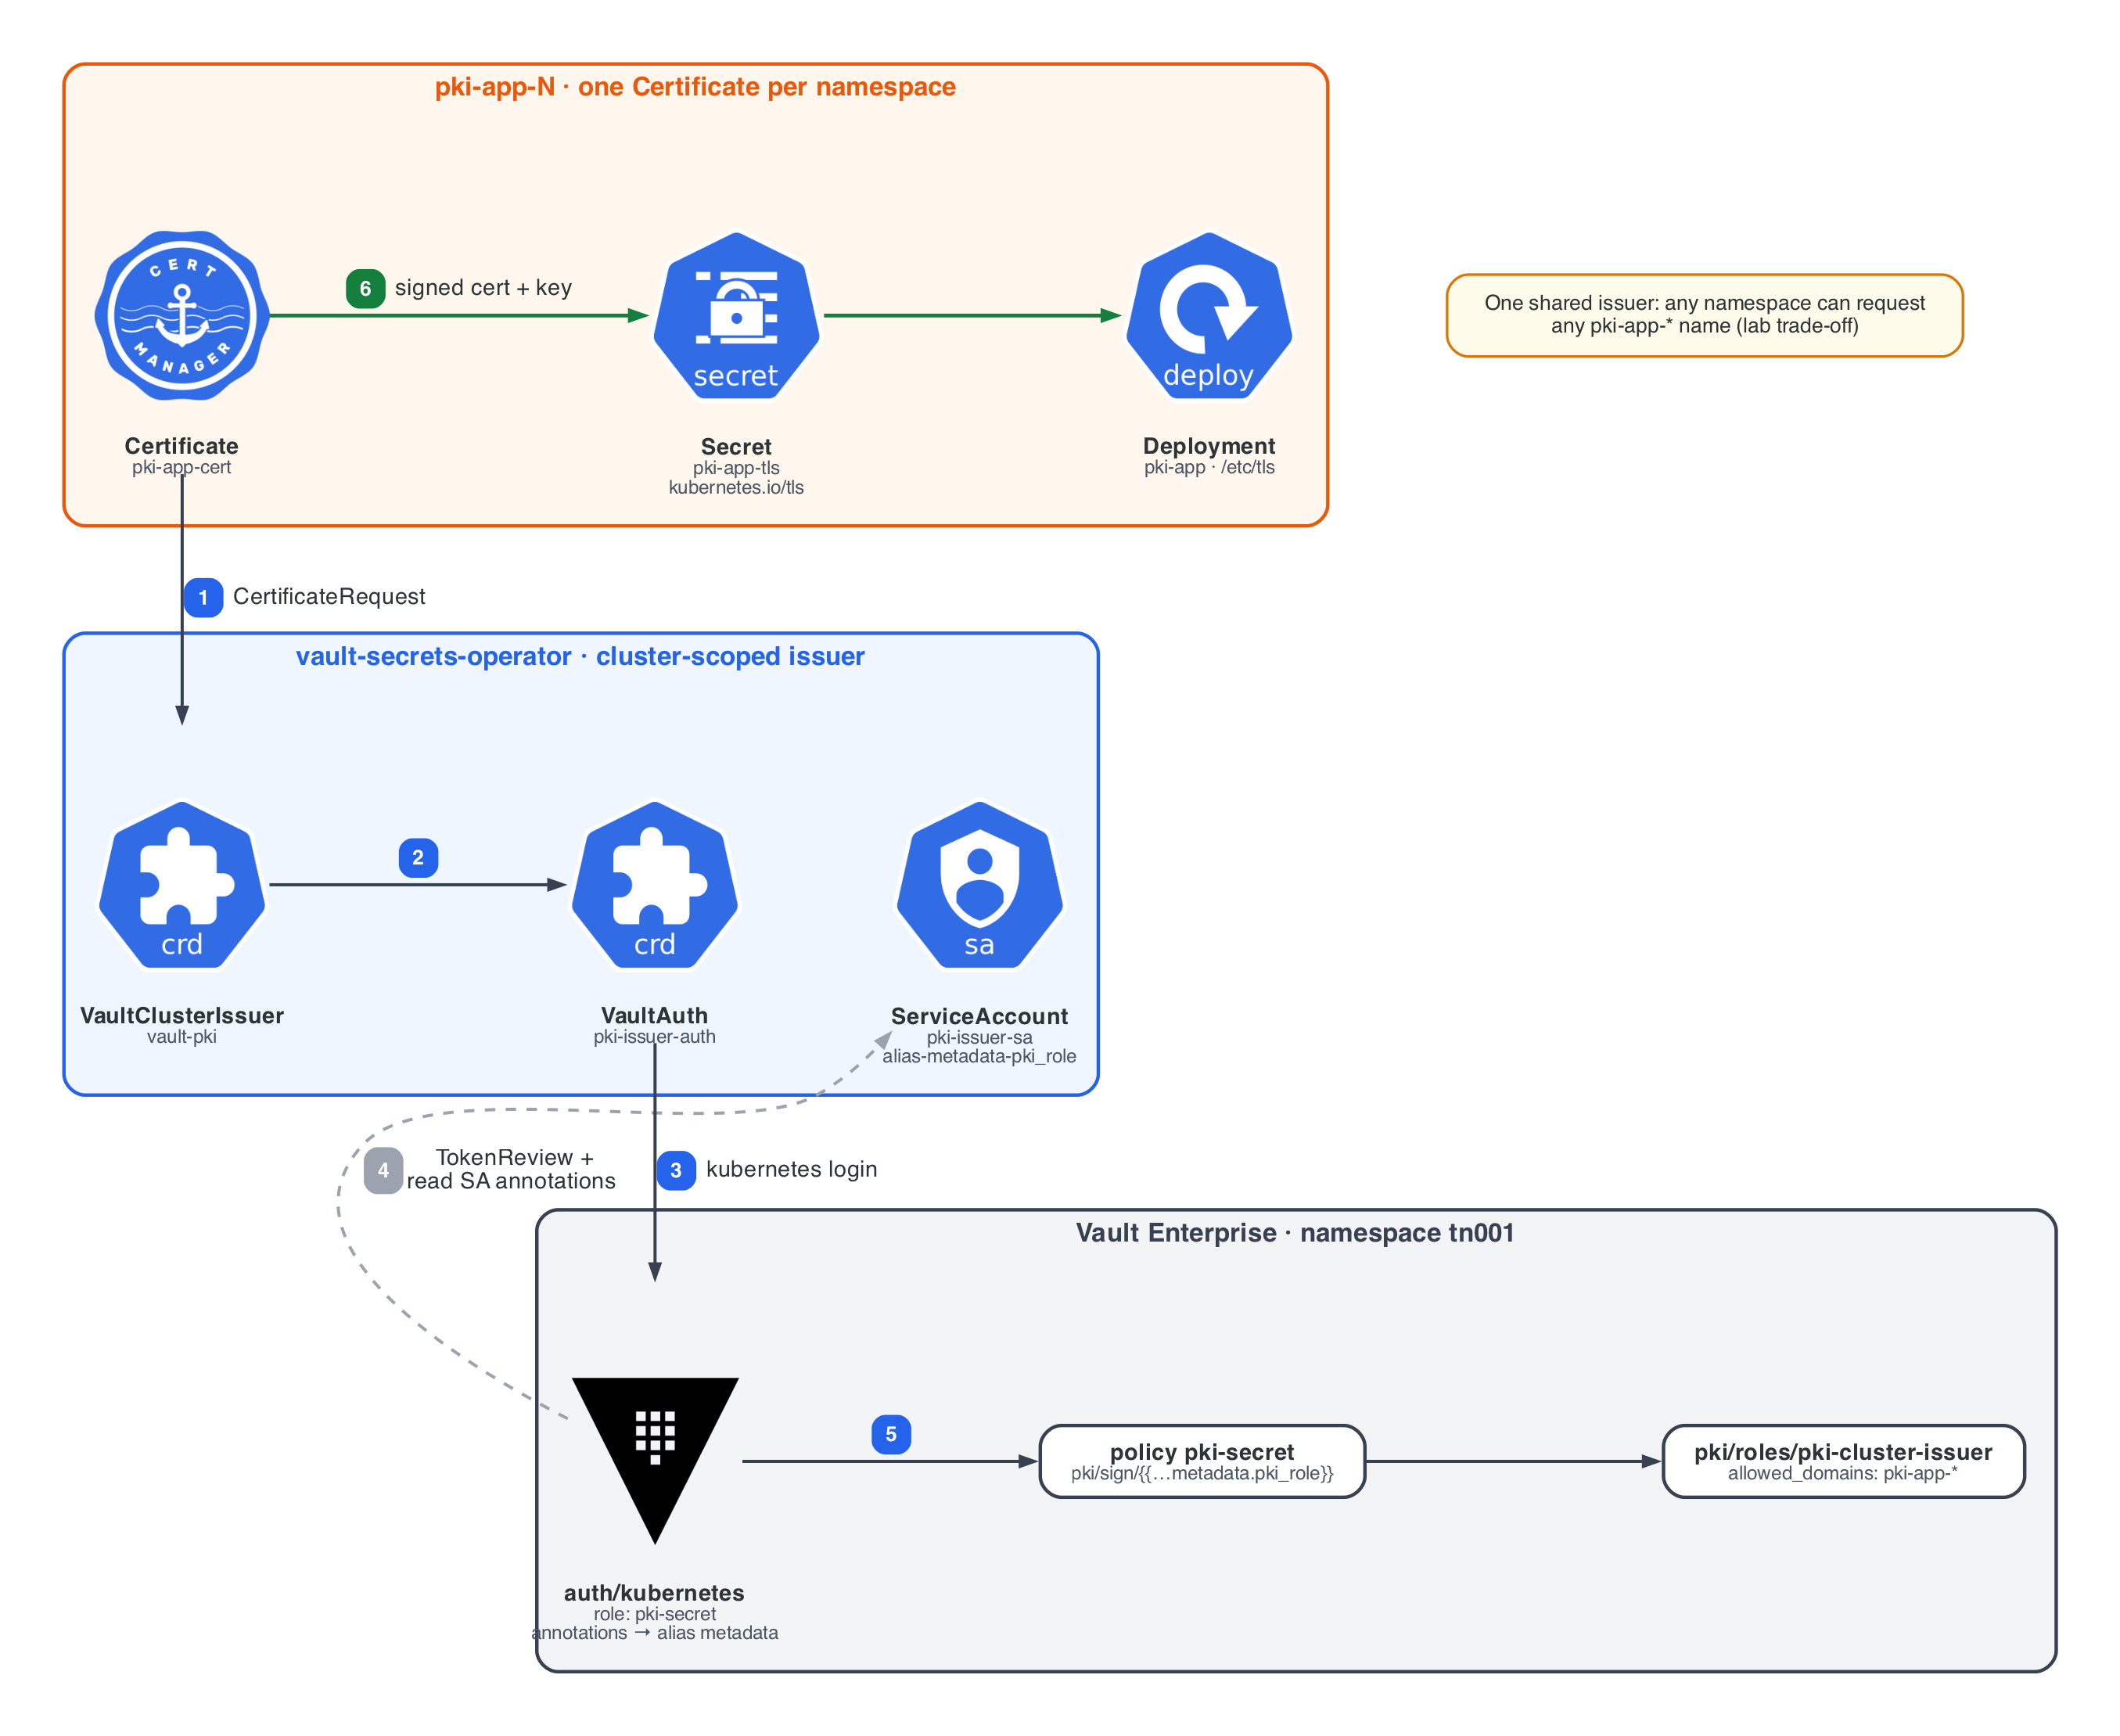 pki-app-N · one Certificate per namespace
CERT
MANAGER
6
signed cert + key
secret
deploy
One shared issuer: any namespace can request
any pki-app-* name (lab trade-off)
Certificate
pki-app-cert
Secret
pki-app-tls
kubernetes.io/tls
Deployment
pki-app · /etc/tls
1
CertificateRequest
vault-secrets-operator · cluster-scoped issuer
2
crd
crd
sa
VaultClusterIssuer
vault-pki
VaultAuth
pki-issuer-auth
ServiceAccount
pki-issuer-sa
alias-metadata-pki_role
4
TokenReview +
read SA annotations
3
kubernetes login
Vault Enterprise · namespace tn001
5
policy pki-secret
pki/sign/{{…metadata.pki_role}}
pki/roles/pki-cluster-issuer
allowed_domains: pki-app-*
auth/kubernetes
role: pki-secret
annotations → alias metadata